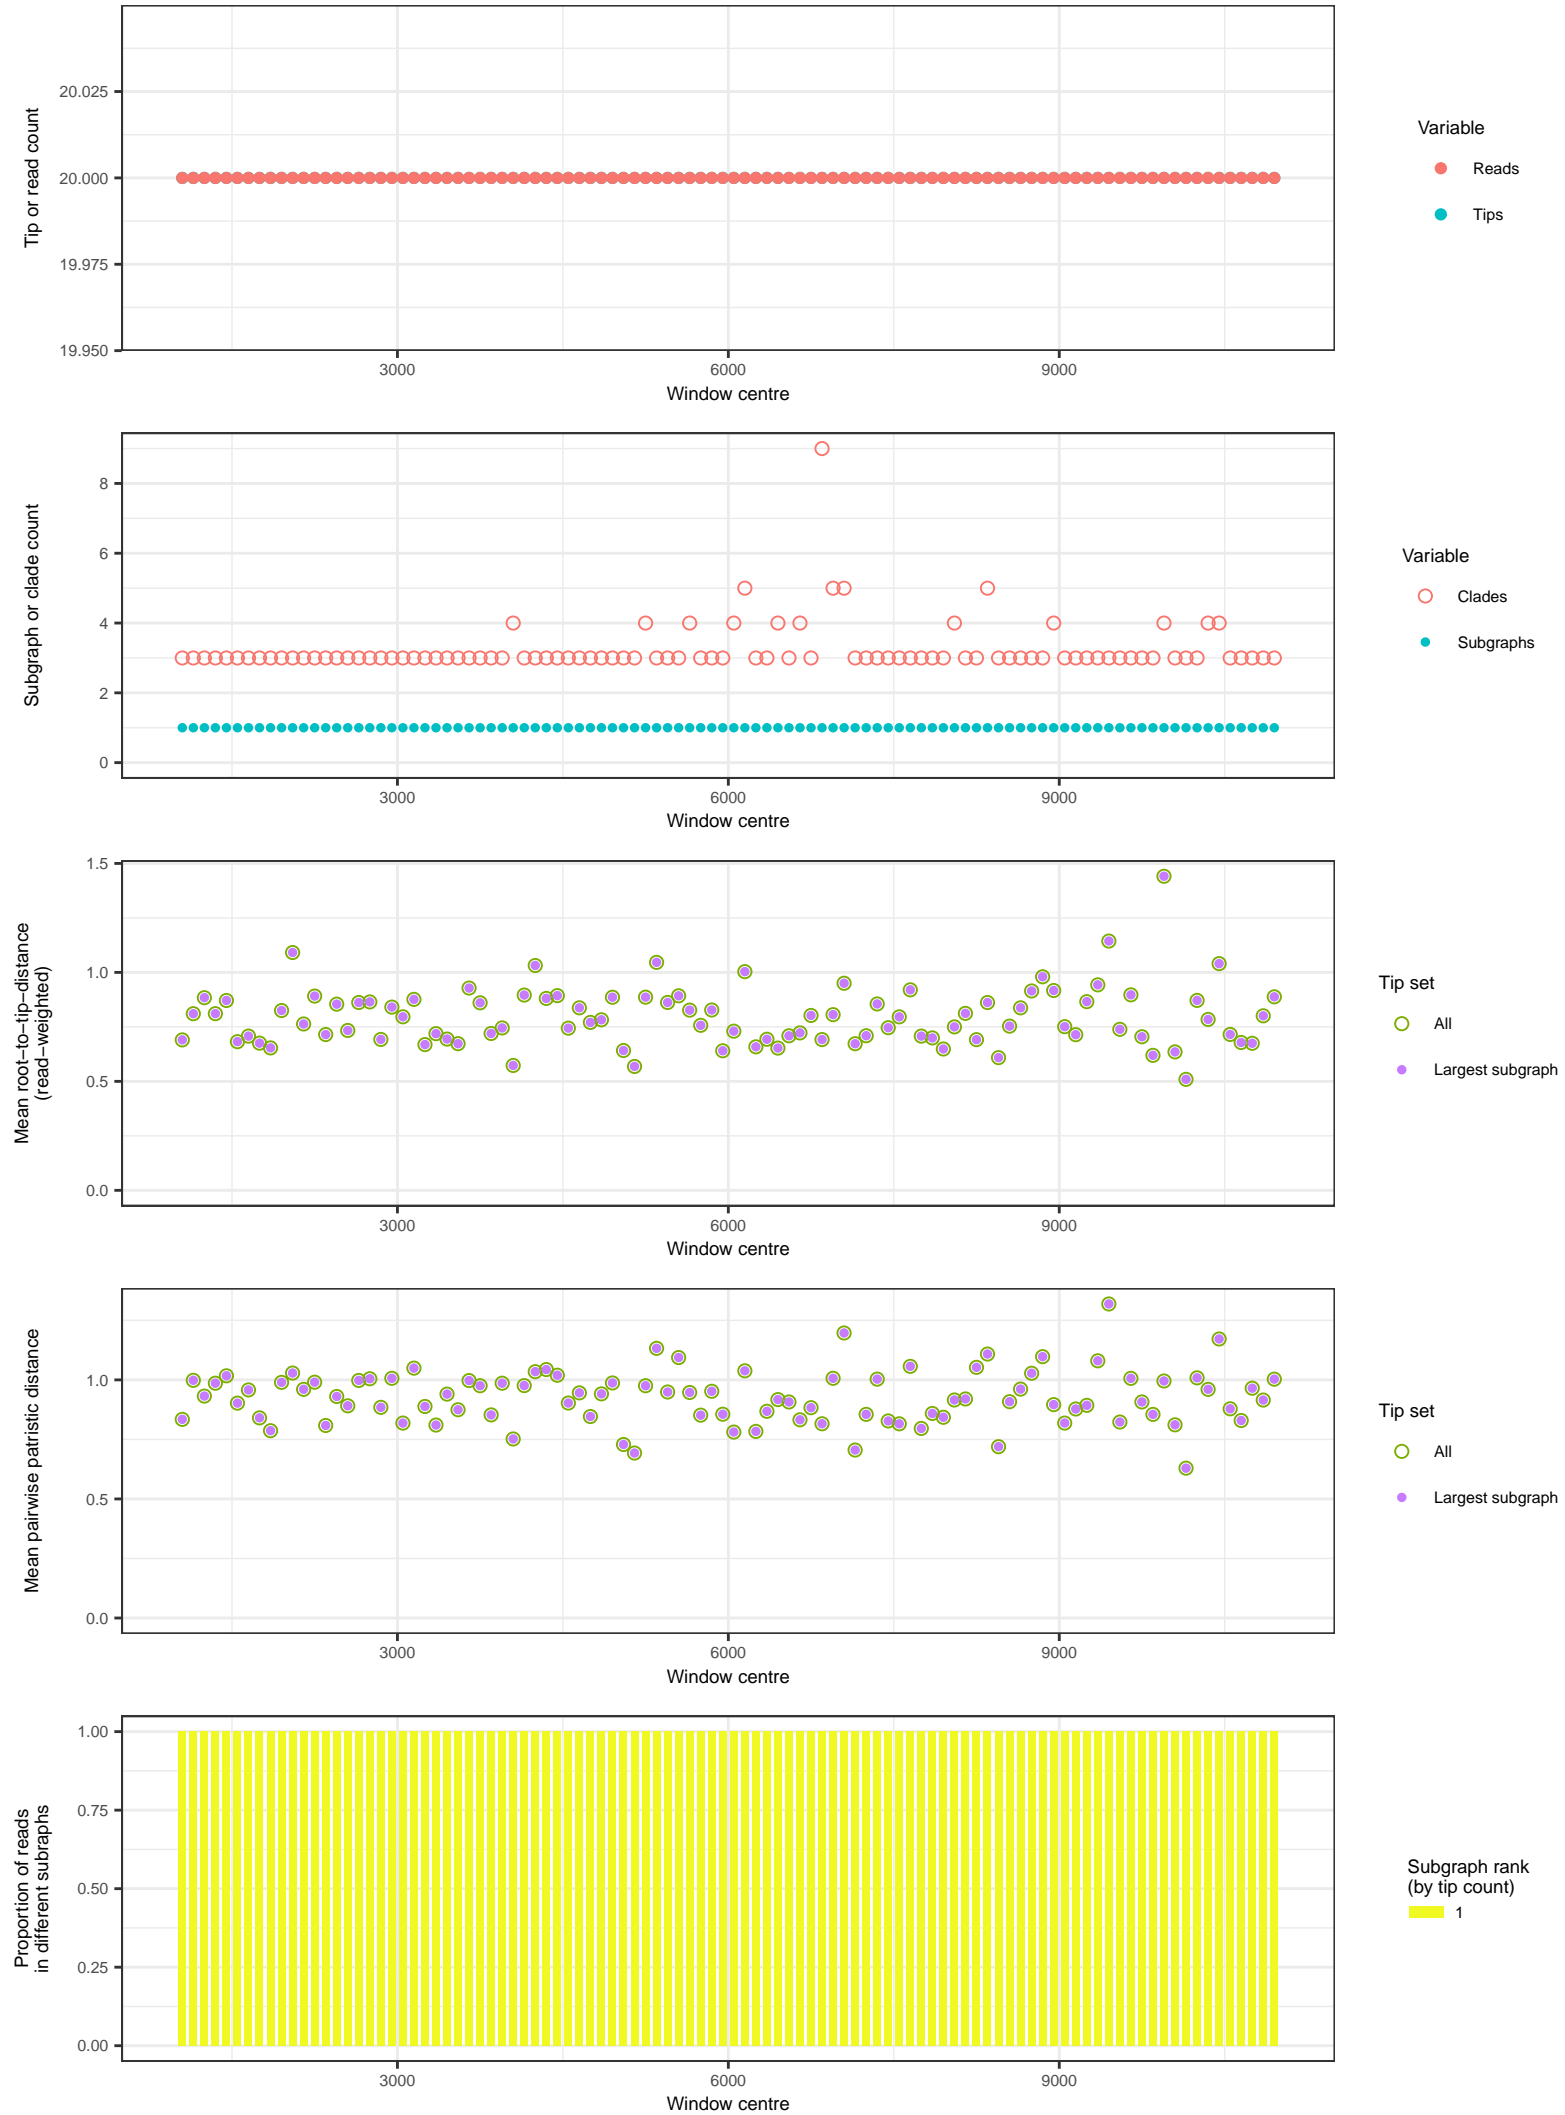 Tip or read count
20.025
20.000
19.975
19.950
3000
6000
9000
Window centre
Variable
Reads
Tips
Subgraph or clade count
8
6
4
2
0
3000
6000
9000
Window centre
Variable
Clades
Subgraphs
Mean root−to−tip−distance
(read−weighted)
1.5
1.0
0.5
0.0
3000
6000
9000
Window centre
Tip set
All
Largest subgraph
Mean pairwise patristic distance
1.0
0.5
0.0
3000
6000
9000
Window centre
Tip set
All
Largest subgraph
Proportion of reads
in different subraphs
1.00
0.75
0.50
0.25
0.00
3000
6000
9000
Window centre
Subgraph rank
(by tip count)
1